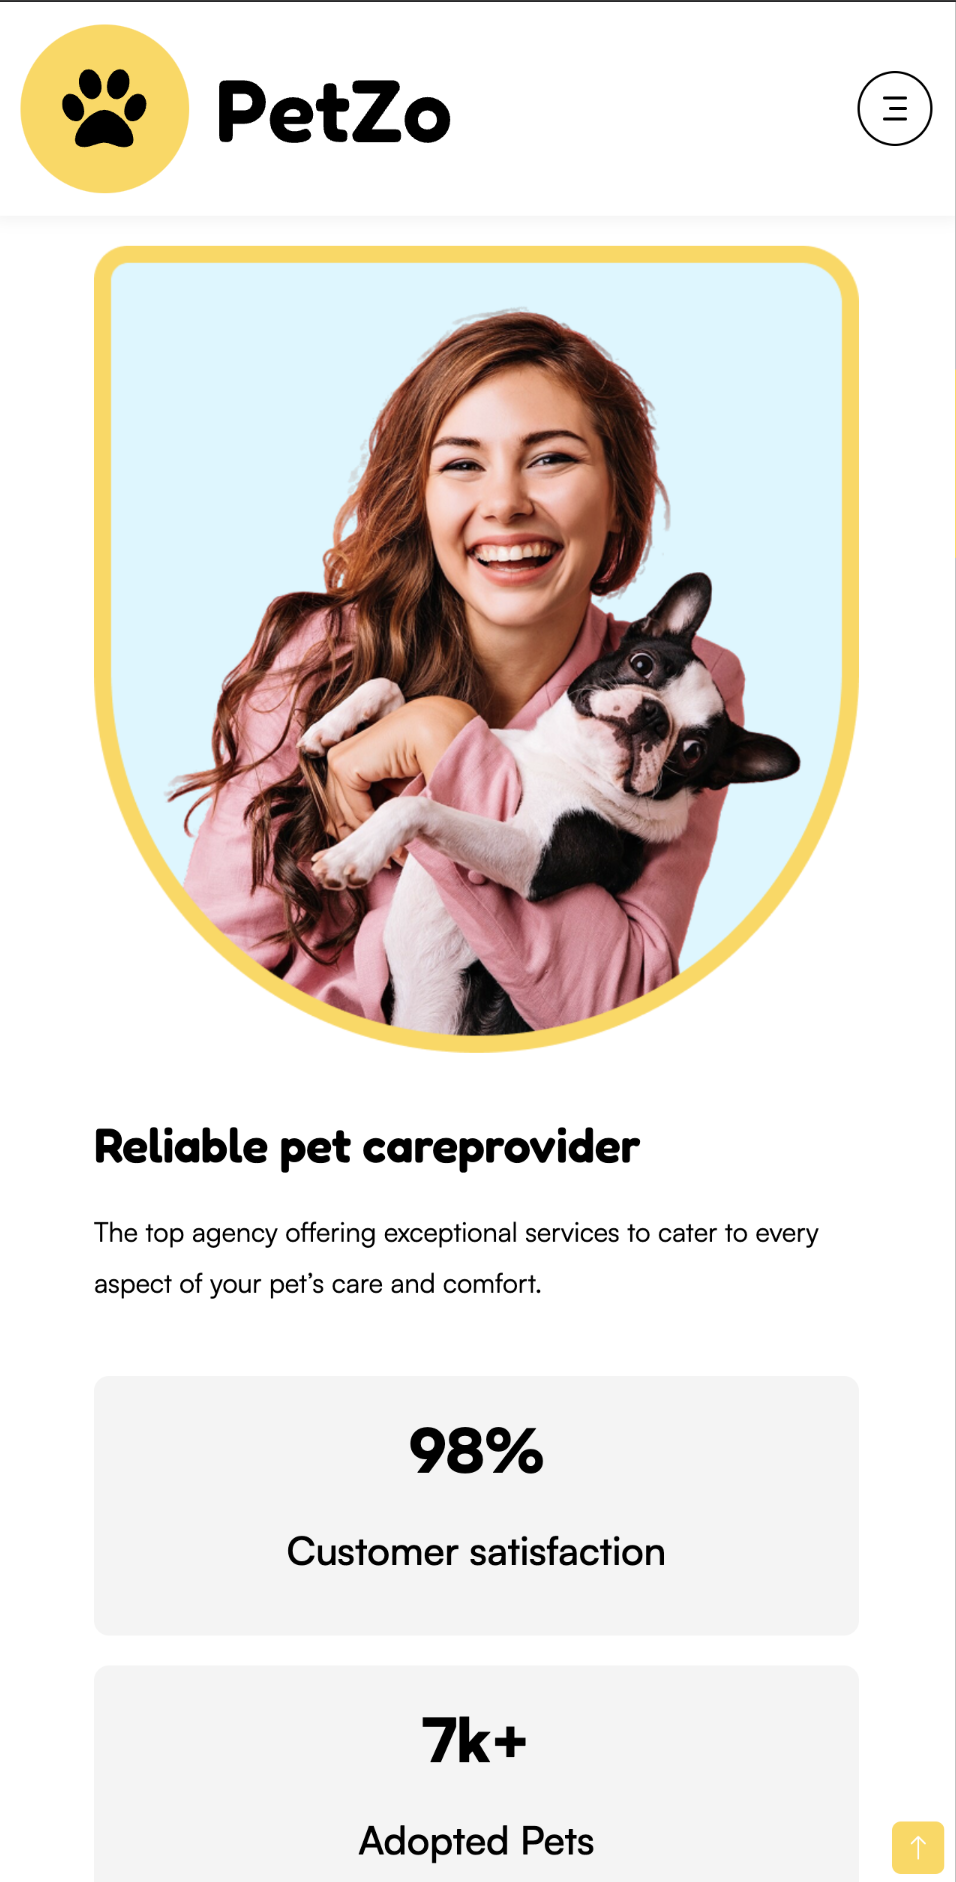 PetZo
Reliable pet careprovider
The top agency offering exceptional services to cater to every
aspect of your pet’s care and comfort.
98%
Customer satisfaction
7k+
Adopted Pets